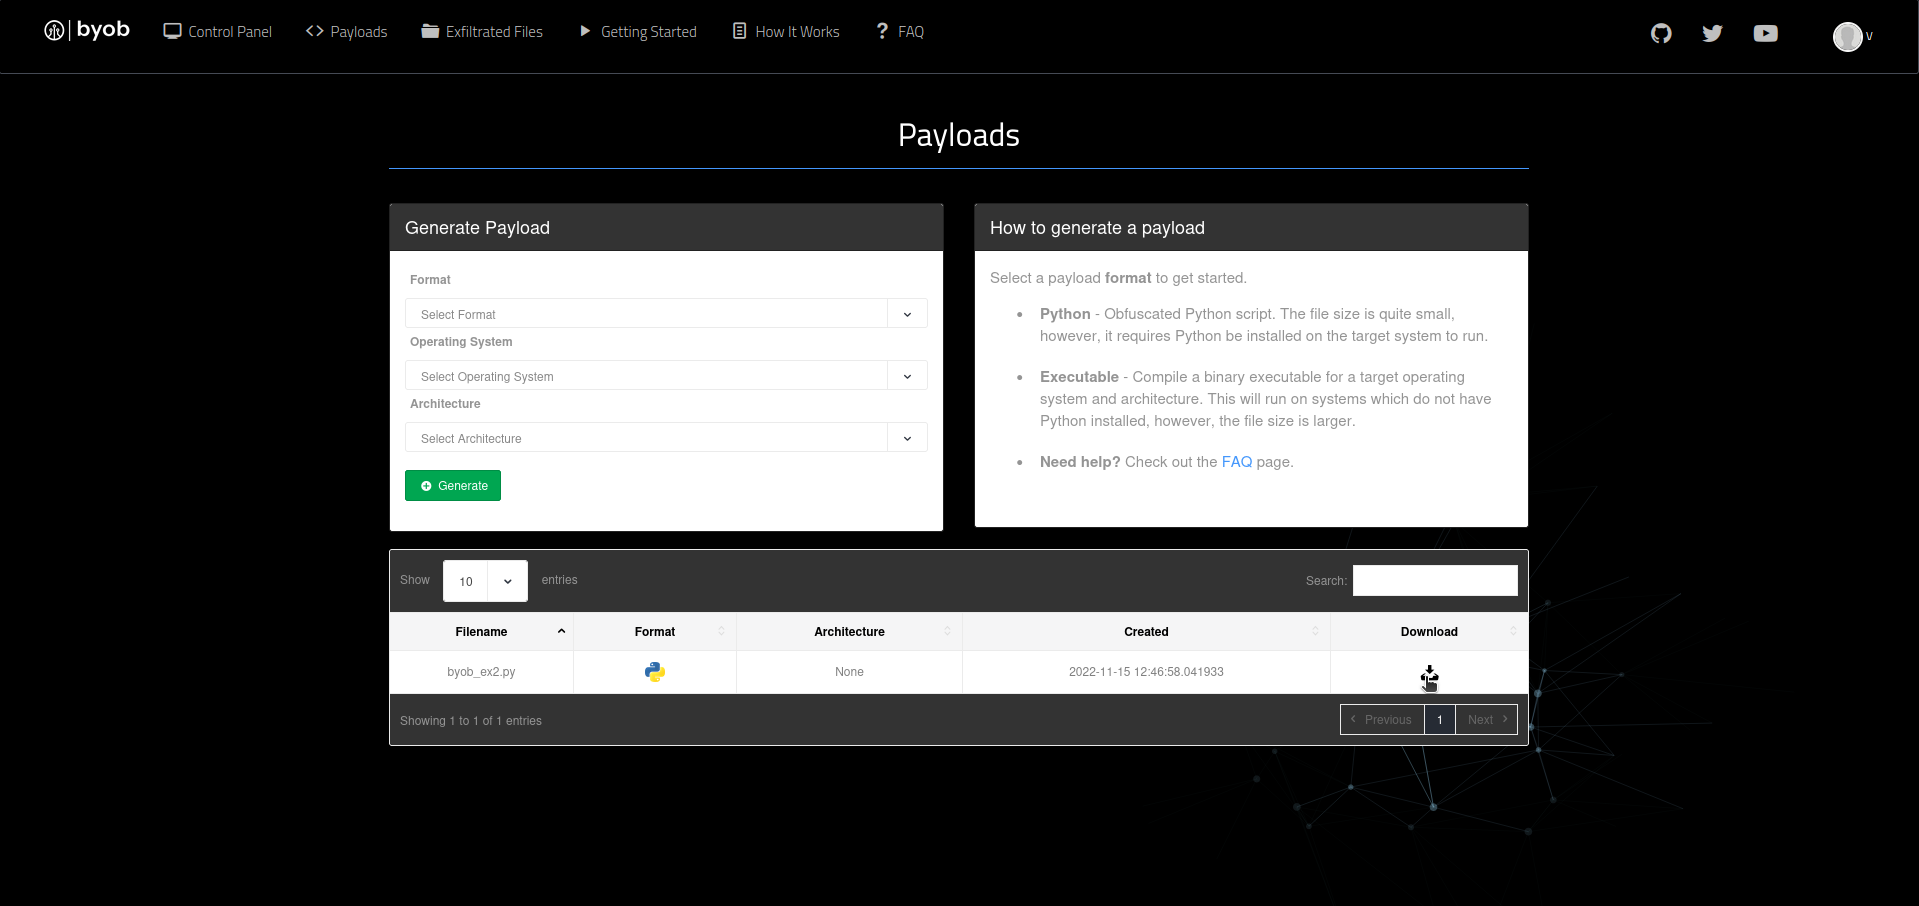 byob Control Panel Payloads Exfiltrated Files Getting Started How It Works ? FAQ V
Payloads
Generate Payload
Format
Select Format
Operating System
Select Operating System
Architecture
Select Architecture
Generate
How to generate a payload
Select a payload format to get started.
• Python - Obfuscated Python script. The file size is quite small,
however, it requires Python be installed on the target system to run.
• Executable - Compile a binary executable for a target operating
system and architecture. This will run on systems which do not have
Python installed, however, the file size is larger.
• Need help? Check out the FAQ page.
Show 10 entries Search:
Filename Format Architecture Created Download
byob_ex2.py None 2022-11-15 12:46:58.041933
Showing 1 to 1 of 1 entries Previous 1 Next